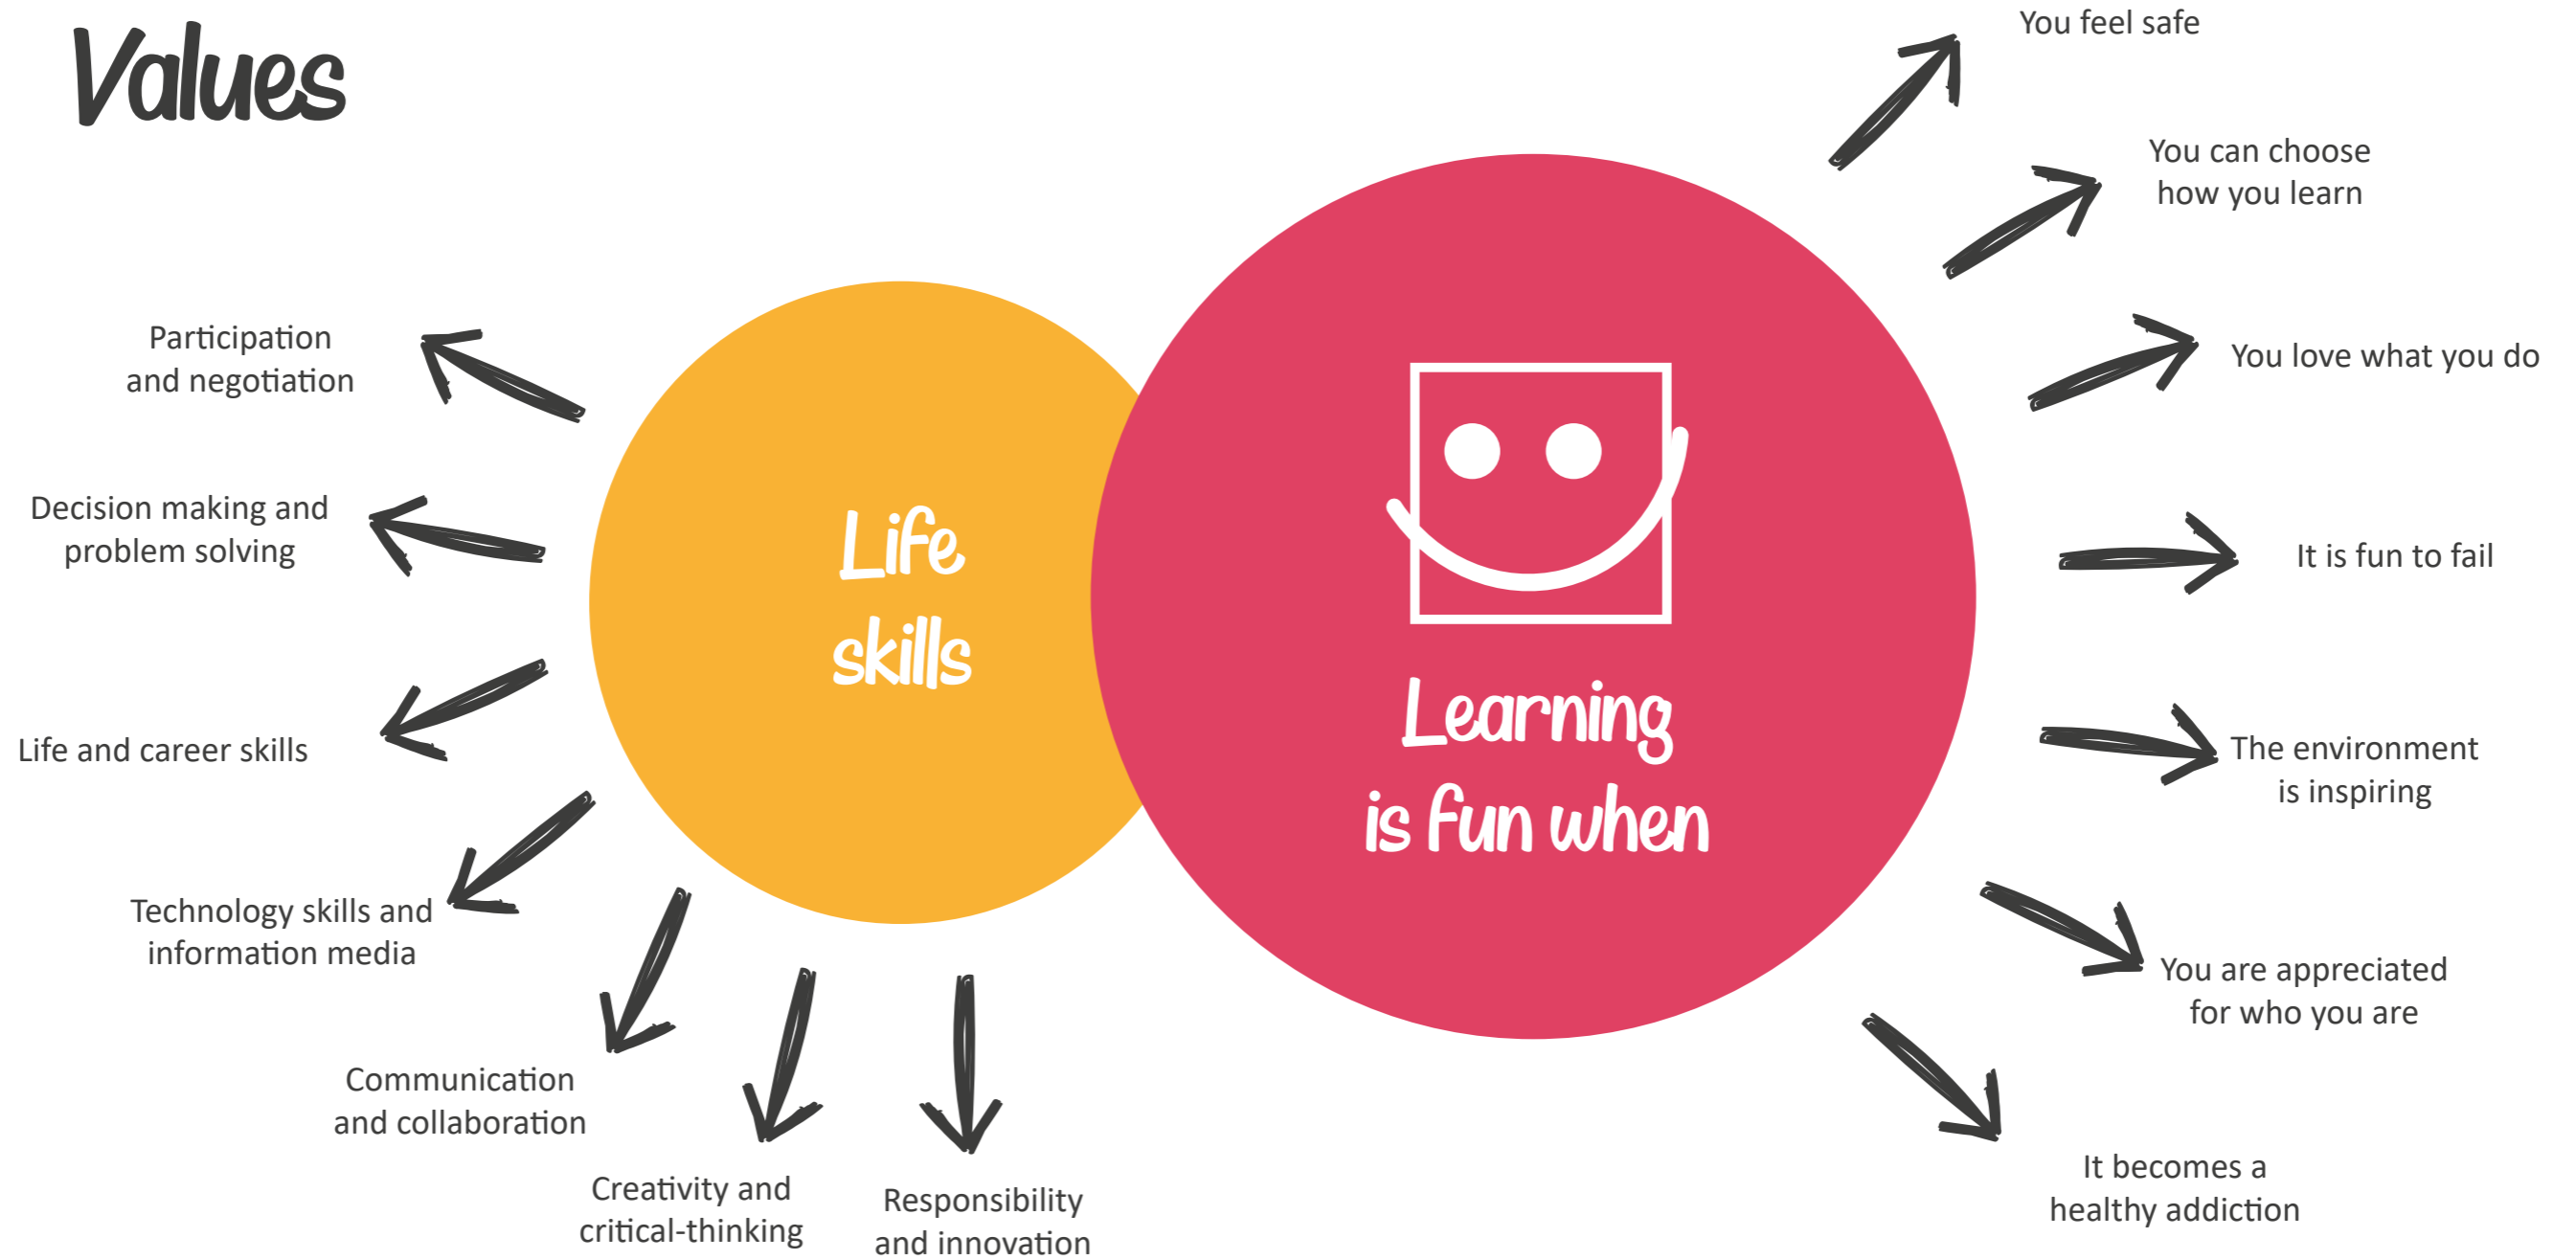 Values
Participation
and negotiation
Decision making and
problem solving
Life and career skills
Technology skills and
information media
Communication
and collaboration
Creativity and
critical-thinking
Responsibility
and innovation
Life
skills
Learning
is fun when
You feel safe
You can choose
how you learn
You love what you do
It is fun to fail
The environment
is inspiring
You are appreciated
for who you are
It becomes a
healthy addiction